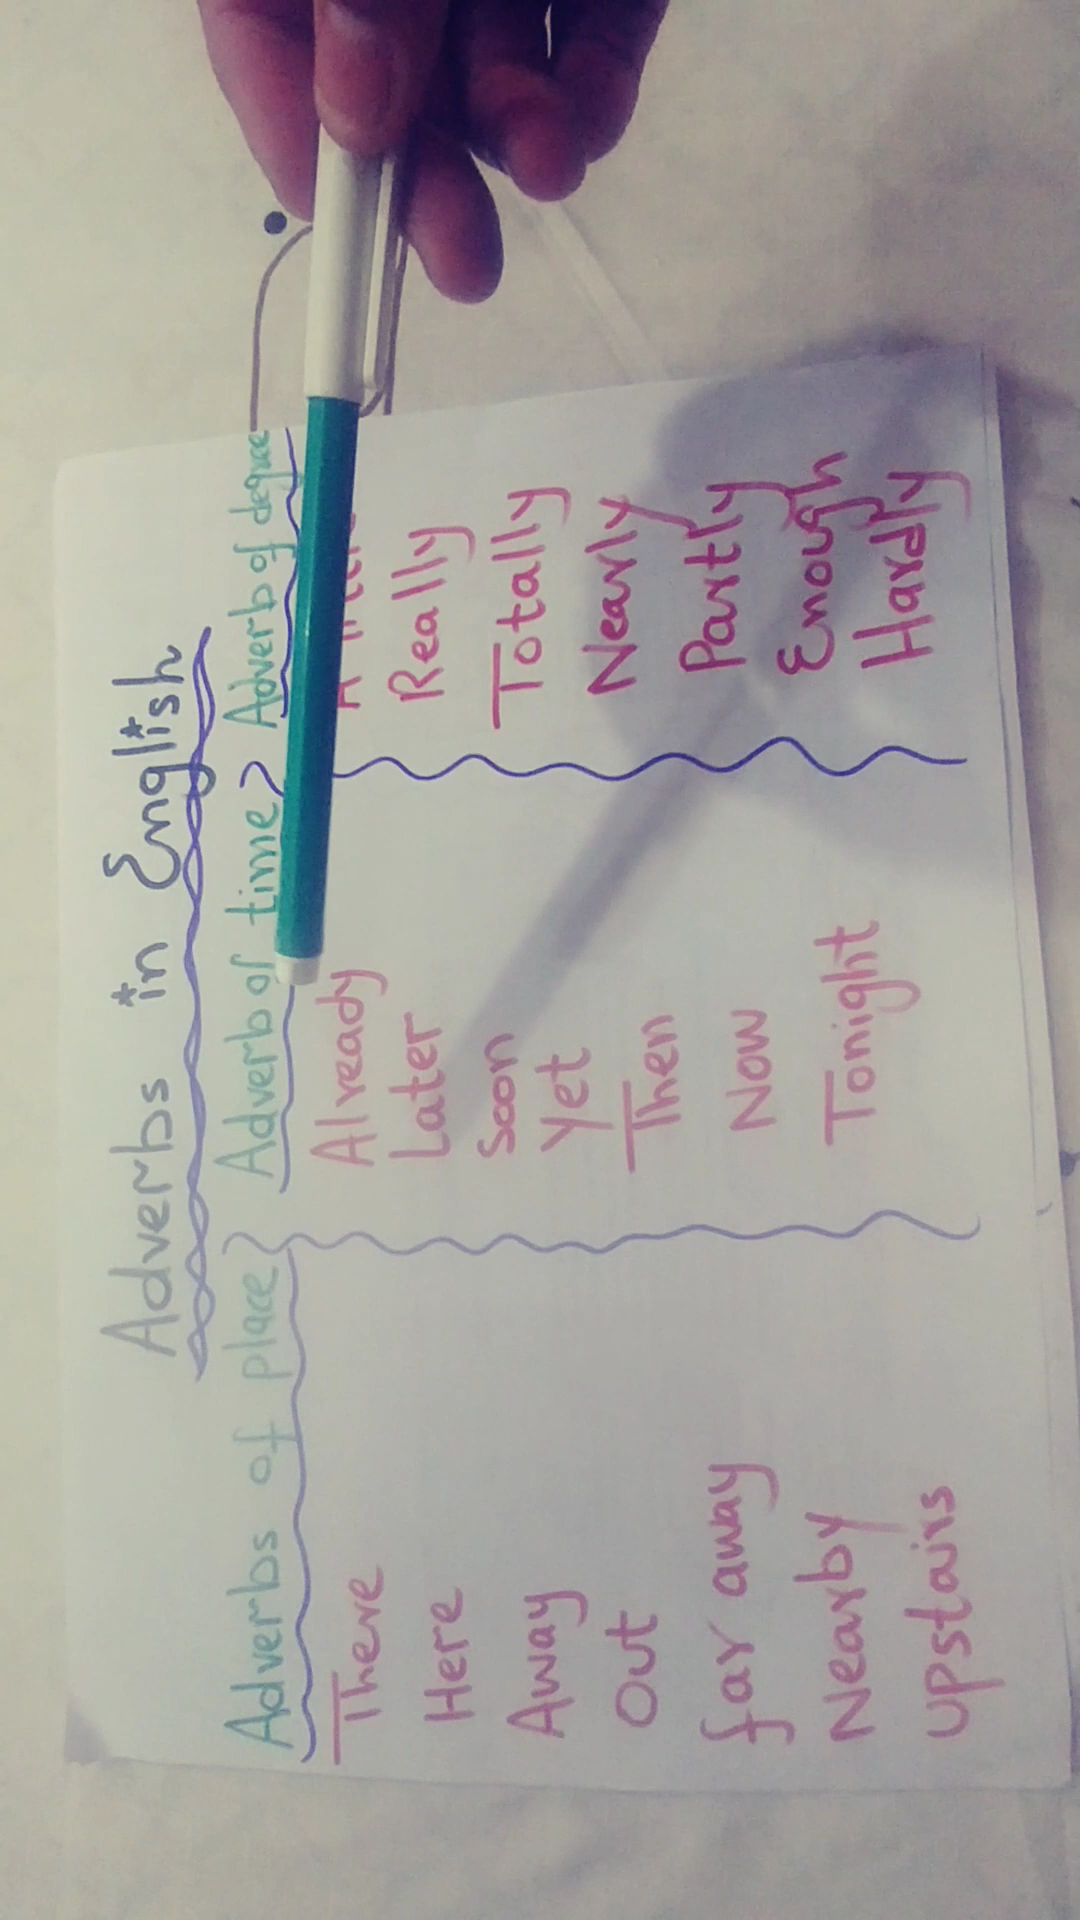 Adverbs in English
Adverbs of place
There
Here
Away
Out
far away
Nearby
upstairs
Adverb of time
Already
Later
Soon
Yet
Then
Now
Tonight
Adverb of degree
Really
Totally
Nearly
Partly
Enough
Hardly